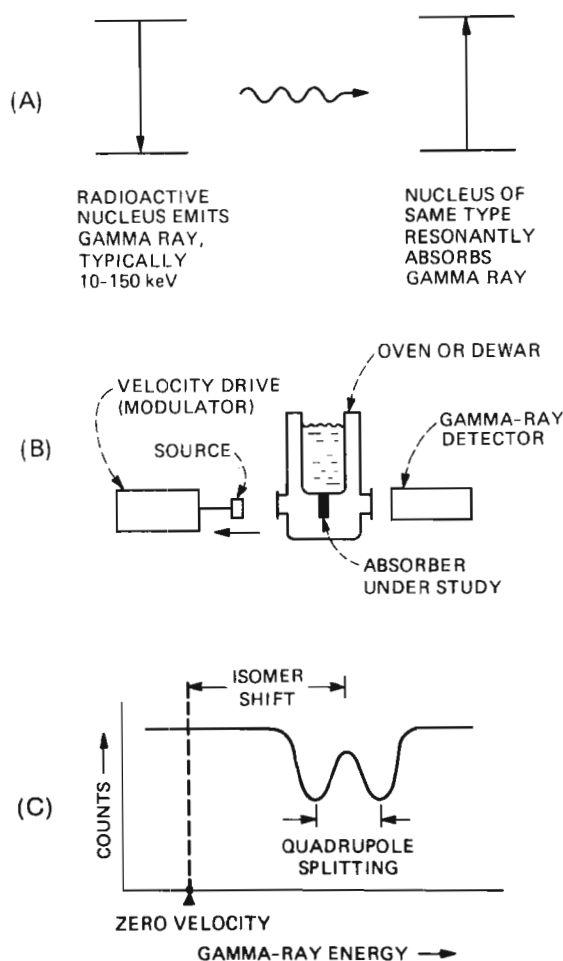 (A)
RADIOACTIVE
NUCLEUS EMITS
GAMMA RAY,
TYPICALLY
10-150 keV
NUCLEUS OF
SAME TYPE
RESONANTLY
ABSORBS
GAMMA RAY
(B)
OVEN OR DEWAR
VELOCITY DRIVE
(MODULATOR)
SOURCE
GAMMA-RAY
DETECTOR
ABSORBER
UNDER STUDY
(C)
ISOMER
SHIFT
COUNTS
QUADRUPOLE
SPLITTING
ZERO VELOCITY
GAMMA-RAY ENERGY